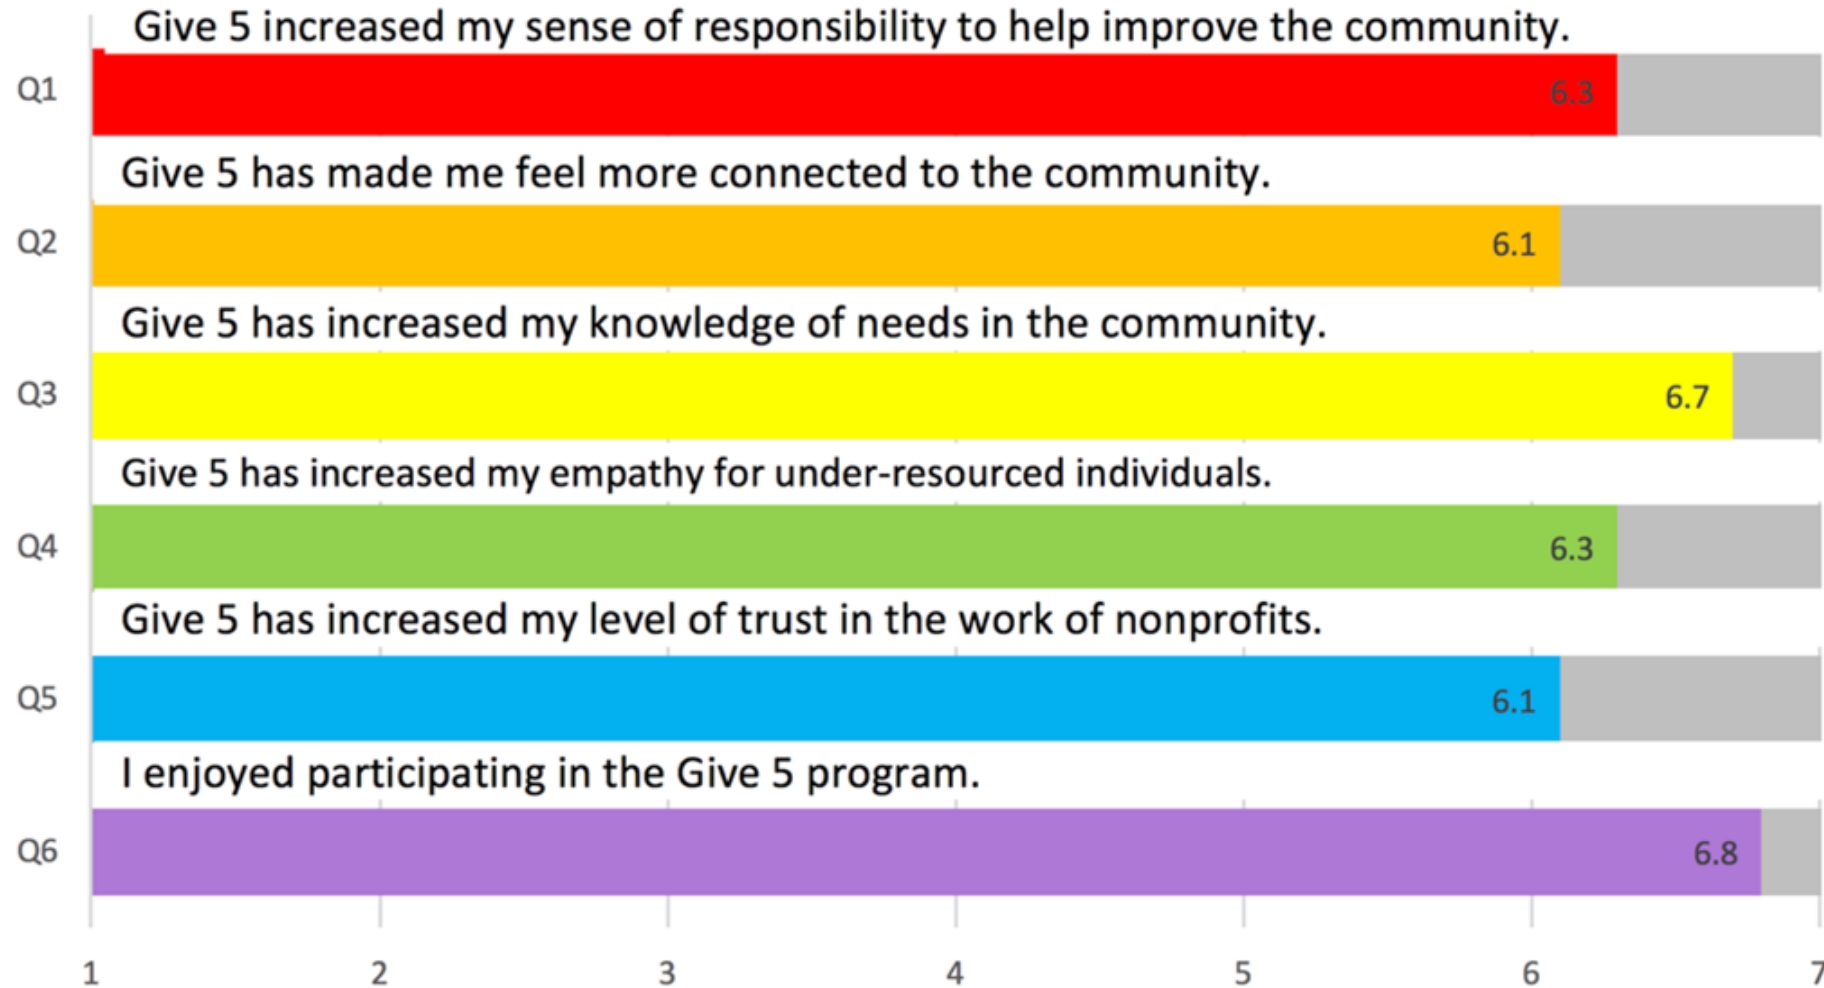 Give 5 increased my sense of responsibility to help improve the community.
Q1
6.3
Give 5 has made me feel more connected to the community.
Q2
6.1
Give 5 has increased my knowledge of needs in the community.
Q3
6.7
Give 5 has increased my empathy for under-resourced individuals.
Q4
6.3
Give 5 has increased my level of trust in the work of nonprofits.
Q5
6.1
I enjoyed participating in the Give 5 program.
Q6
6.8
1 2 3 4 5 6 7